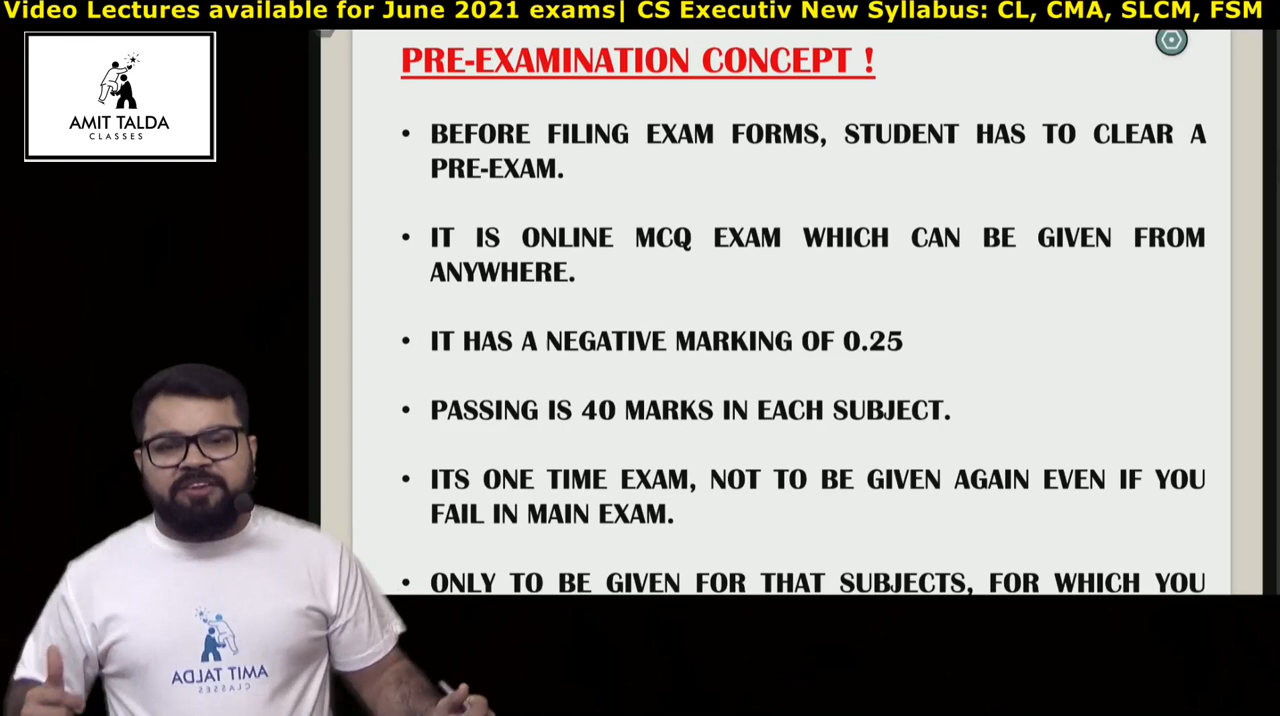 Video Lectures available for June 2021 exams| CS Executiv New Syllabus: CL, CMA, SLCM, FSM
AMIT TALDA
CLASSES
PRE-EXAMINATION CONCEPT !
• BEFORE FILING EXAM FORMS, STUDENT HAS TO CLEAR A
PRE-EXAM.
• IT IS ONLINE MCQ EXAM WHICH CAN BE GIVEN FROM
ANYWHERE.
• IT HAS A NEGATIVE MARKING OF 0.25
• PASSING IS 40 MARKS IN EACH SUBJECT.
• ITS ONE TIME EXAM, NOT TO BE GIVEN AGAIN EVEN IF YOU
FAIL IN MAIN EXAM.
• ONLY TO BE GIVEN FOR THAT SUBJECTS, FOR WHICH YOU
AMIT TALDA
CLASSES